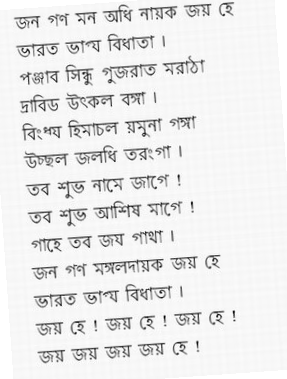 জন গণ মন অধি নায়ক জয় হে
ভারত ভাগ্য বিধাতা ।
পঞ্জাব সিন্ধু গুজরাত মরাঠা
দ্রাবিড উৎকল বঙ্গা ।
বিংধ্য হিমাচল য়মুনা গঙ্গা
উচ্ছল জলধি তরংগা ।
তব শুভ নামে জাগে !
তব শুভ আশিষ মাগে !
গাহে তব জয গাথা ।
জন গণ মঙ্গলদায়ক জয় হে
ভারত ভাগ্য বিধাতা ।
জয় হে ! জয় হে ! জয় হে !
জয় জয় জয় জয় হে !